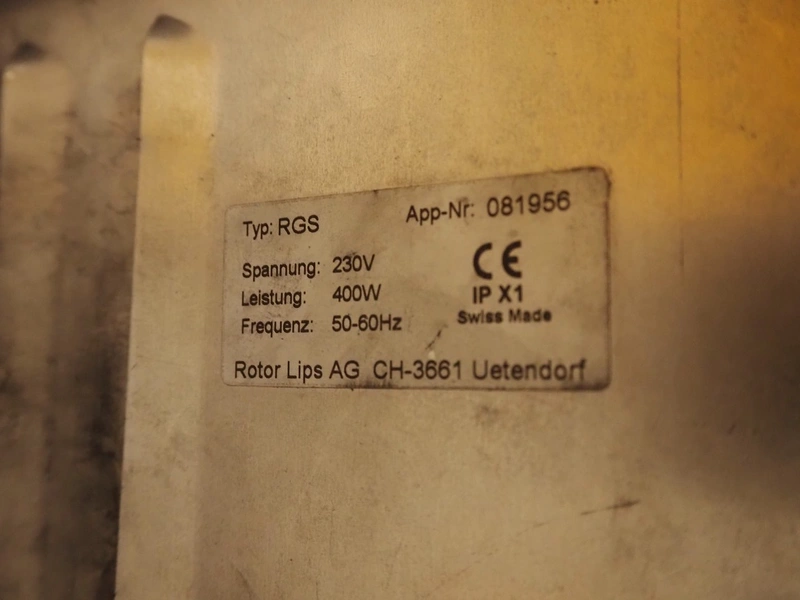 Typ: RGS App-Nr: 081956
Spannung: 230V CE
Leistung: 400W IP X1
Frequenz: 50-60Hz Swiss Made
Rotor Lips AG CH-3661 Uetendorf